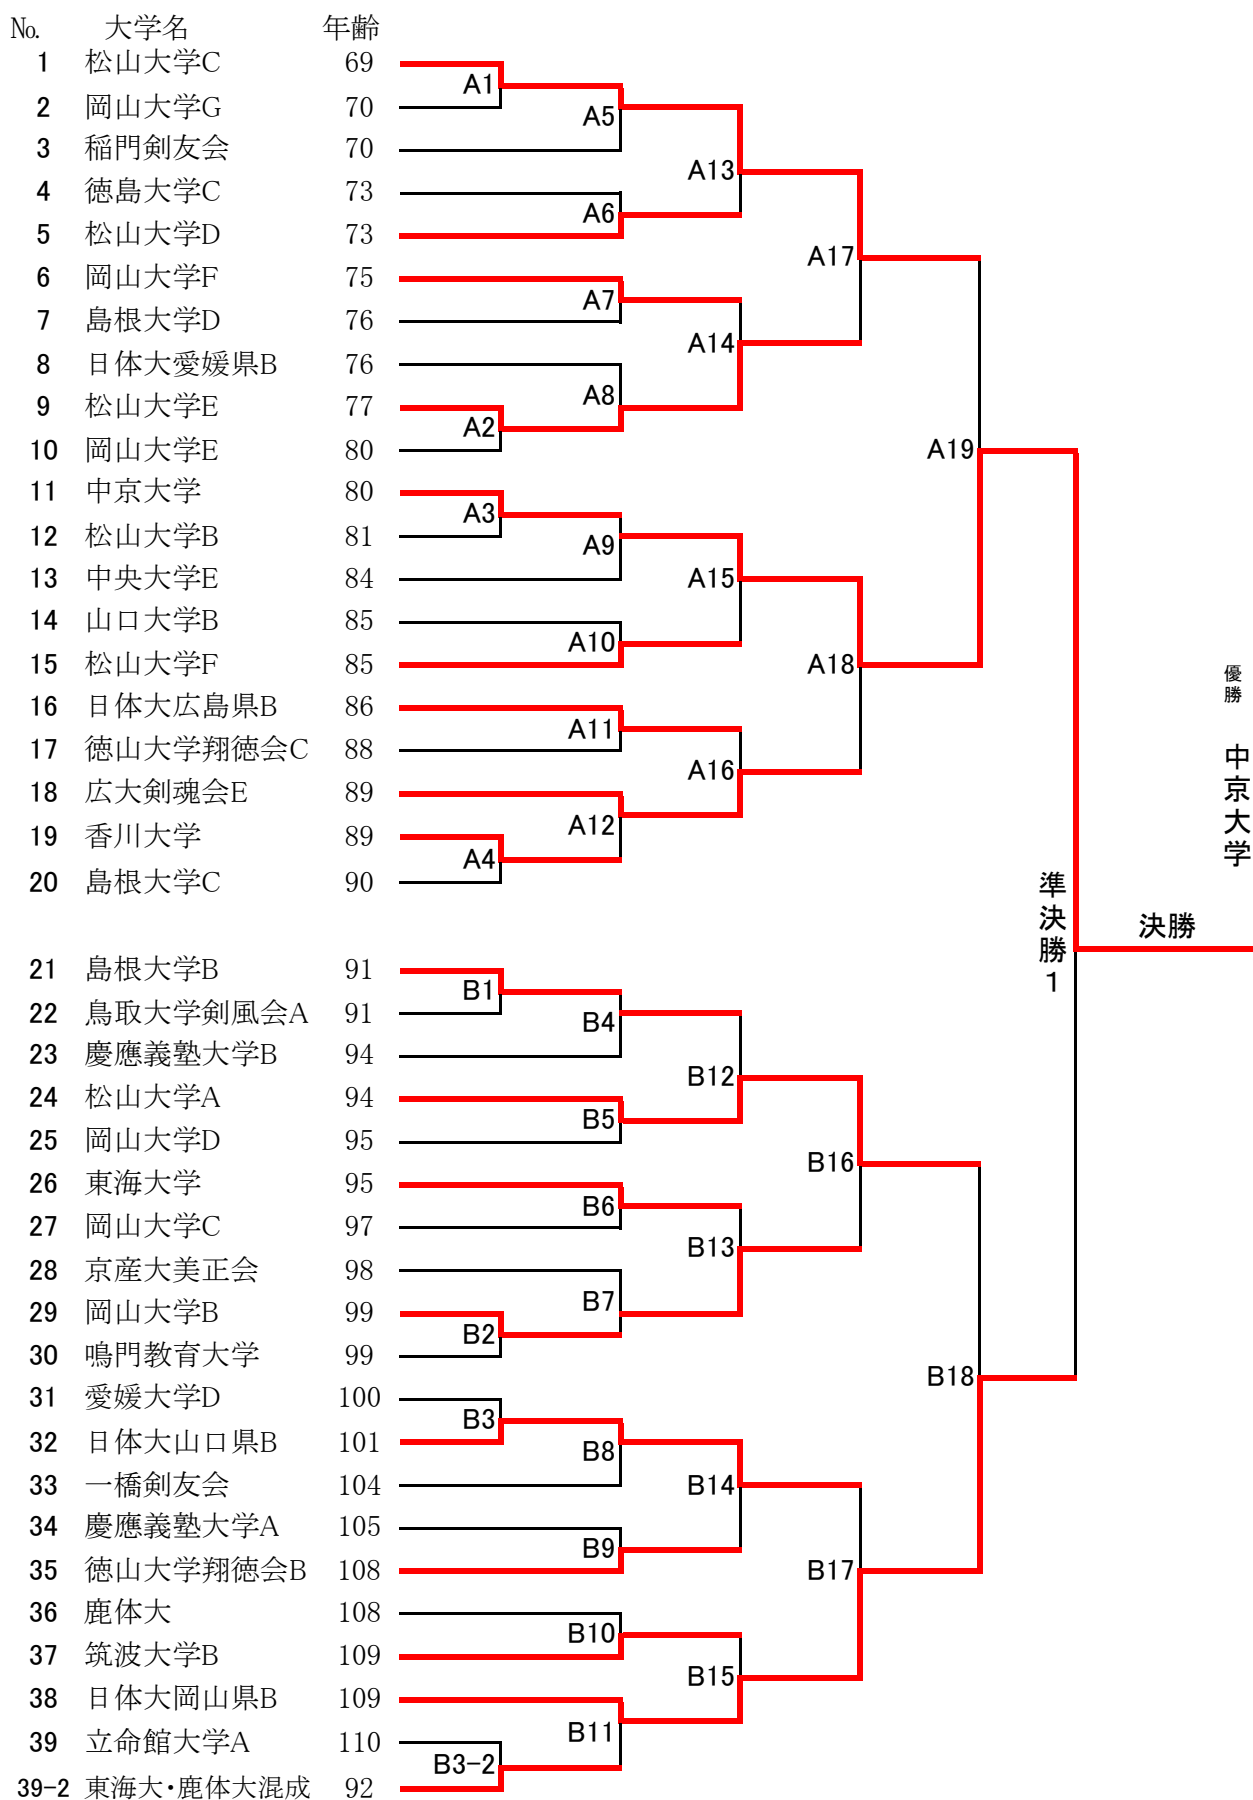 № 大学名 年齢
1 松山大学C 69
2 岡山大学G 70
3 稲門剣友会 70
4 徳島大学C 73
5 松山大学D 73
6 岡山大学F 75
7 島根大学D 76
8 日体大愛媛県B 76
9 松山大学E 77
10 岡山大学E 80
11 中京大学 80
12 松山大学B 81
13 中央大学E 84
14 山口大学B 85
15 松山大学F 85
16 日体大広島県B 86
17 徳山大学翔徳会C 88
18 広大剣魂会E 89
19 香川大学 89
20 島根大学C 90
21 島根大学B 91
22 鳥取大学剣風会A 91
23 慶應義塾大学B 94
24 松山大学A 94
25 岡山大学D 95
26 東海大学 95
27 岡山大学C 97
28 京産大美正会 98
29 岡山大学B 99
30 鳴門教育大学 99
31 愛媛大学D 100
32 日体大山口県B 101
33 一橋剣友会 104
34 慶應義塾大学A 105
35 徳山大学翔徳会B 108
36 鹿体大 108
37 筑波大学B 109
38 日体大岡山県B 109
39 立命館大学A 110
39-2 東海大・鹿体大混成 92
A1
A2
A3
A4
B1
B2
B3
B3-2
A5
A6
A7
A8
A9
A10
A11
A12
B4
B5
B6
B7
B8
B9
B10
B11
A13
A14
A15
A16
B12
B13
B14
B15
A17
A18
B16
B17
A19
B18
準決勝1
決勝
優勝 中京大学